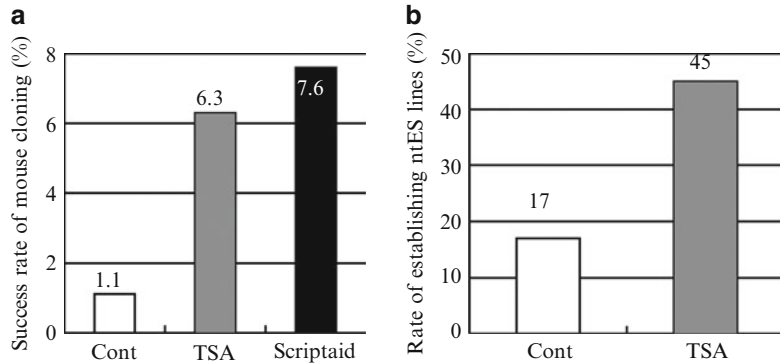 a
Success rate of mouse cloning (%)
8
6
4
2
0
1.1
6.3
7.6
Cont TSA Scriptaid
b
Rate of establishing ntES lines (%)
50
40
30
20
10
0
17
45
Cont TSA